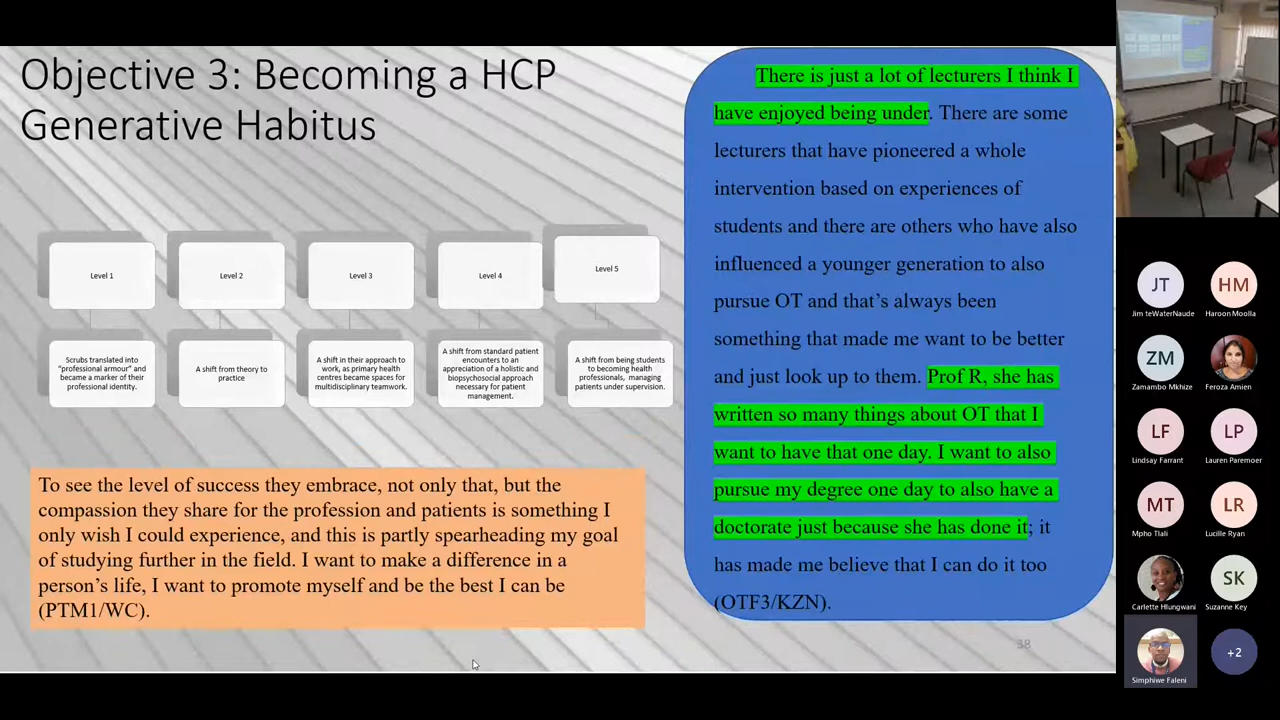 Objective 3: Becoming a HCP
Generative Habitus
Level 1
Level 2
Level 3
Level 4
Level 5
Scrubs translated into
"professional armour" and
became a marker of their
professional identity.
A shift from theory to
practice
A shift in their approach to
work, as primary health
centres became spaces for
multidisciplinary teamwork.
A shift from standard patient
encounters to an
appreciation of a holistic and
biopsychosocial approach
necessary for patient
management.
A shift from being students
to becoming health
professionals, managing
patients under supervision.
To see the level of success they embrace, not only that, but the
compassion they share for the profession and patients is something I
only wish I could experience, and this is partly spearheading my goal
of studying further in the field. I want to make a difference in a
person's life, I want to promote myself and be the best I can be
(PTM1/WC).
There is just a lot of lecturers I think I
have enjoyed being under. There are some
lecturers that have pioneered a whole
intervention based on experiences of
students and there are others who have also
influenced a younger generation to also
pursue OT and that's always been
something that made me want to be better
and just look up to them. Prof R, she has
written so many things about OT that I
want to have that one day. I want to also
pursue my degree one day to also have a
doctorate just because she has done it; it
has made me believe that I can do it too
(OTF3/KZN).
38
JT
Jim teWaterNaude
HM
Haroon Moolla
ZM
Zamambo Mkhize
Feroza Amien
LF
Lindsay Farrant
LP
Lauren Paremoer
MT
Mpho Tlali
LR
Lucille Ryan
Carlette Hlungwani
SK
Suzanne Key
Simphiwe Faleni
+2